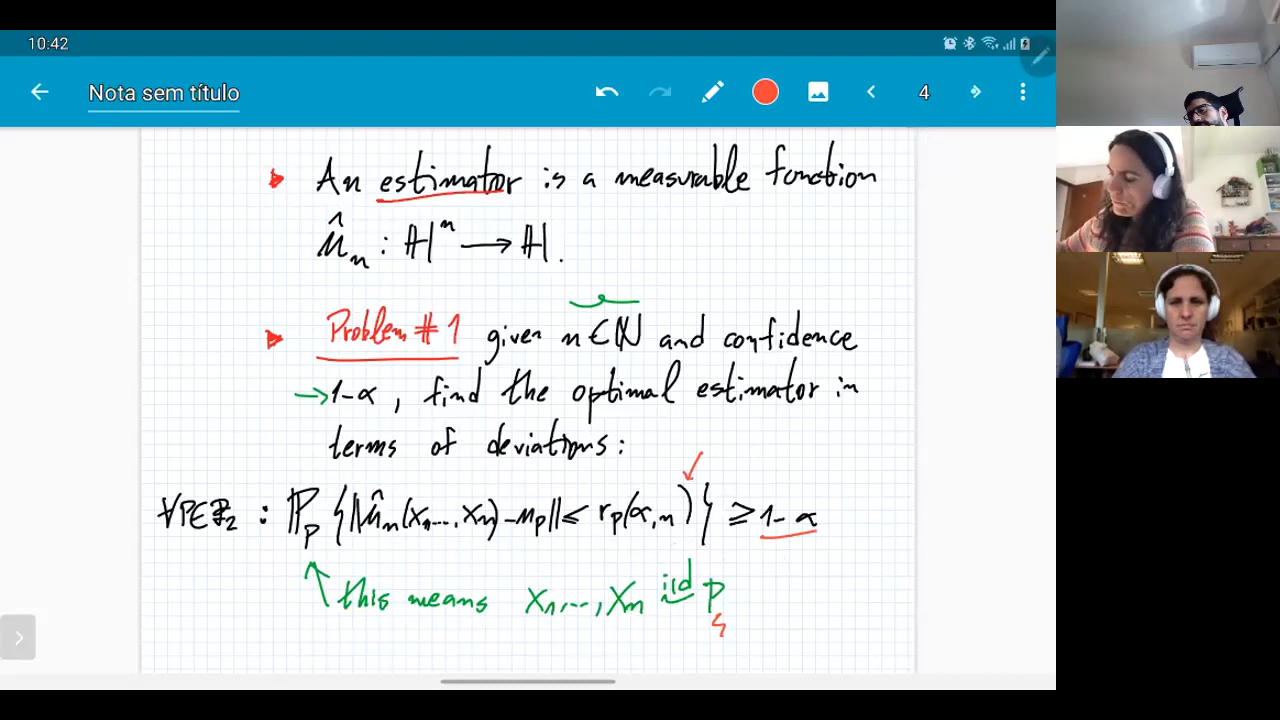 10:42
Nota sem título
4
An estimator is a measurable function
μ̂ₙ : ℍⁿ → ℍ.
Problem # 1 given n ∈ ℕ and confidence
→ 1-α, find the optimal estimator in
terms of deviations:
∀P∈𝒫₂ : ℙ_P {‖μ̂ₙ(X₁,...,Xₙ) - μ_P‖ ≤ r_P(α,n)} ≥ 1-α
↑ this means X₁,...,Xₙ iid P